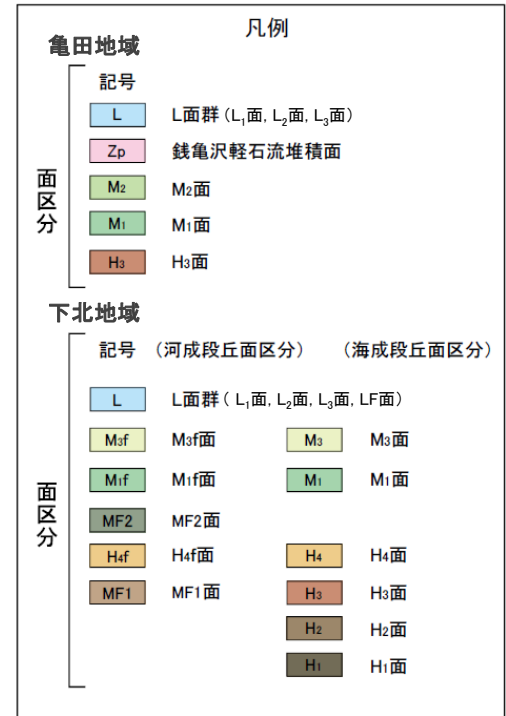 凡例
亀田地域
記号
L L面群(L₁面, L₂面, L₃面)
Zp 銭亀沢軽石流堆積面
M₂ M₂面
M₁ M₁面
H₃ H₃面
面区分
下北地域
記号 (河成段丘面区分) (海成段丘面区分)
L L面群( L₁面, L₂面, L₃面, LF面)
M₃f M₃f面 M₃ M₃面
M₁f M₁f面 M₁ M₁面
MF2 MF2面
H₄f H₄f面 H₄ H₄面
MF1 MF1面 H₃ H₃面
H₂ H₂面
H₁ H₁面
面区分